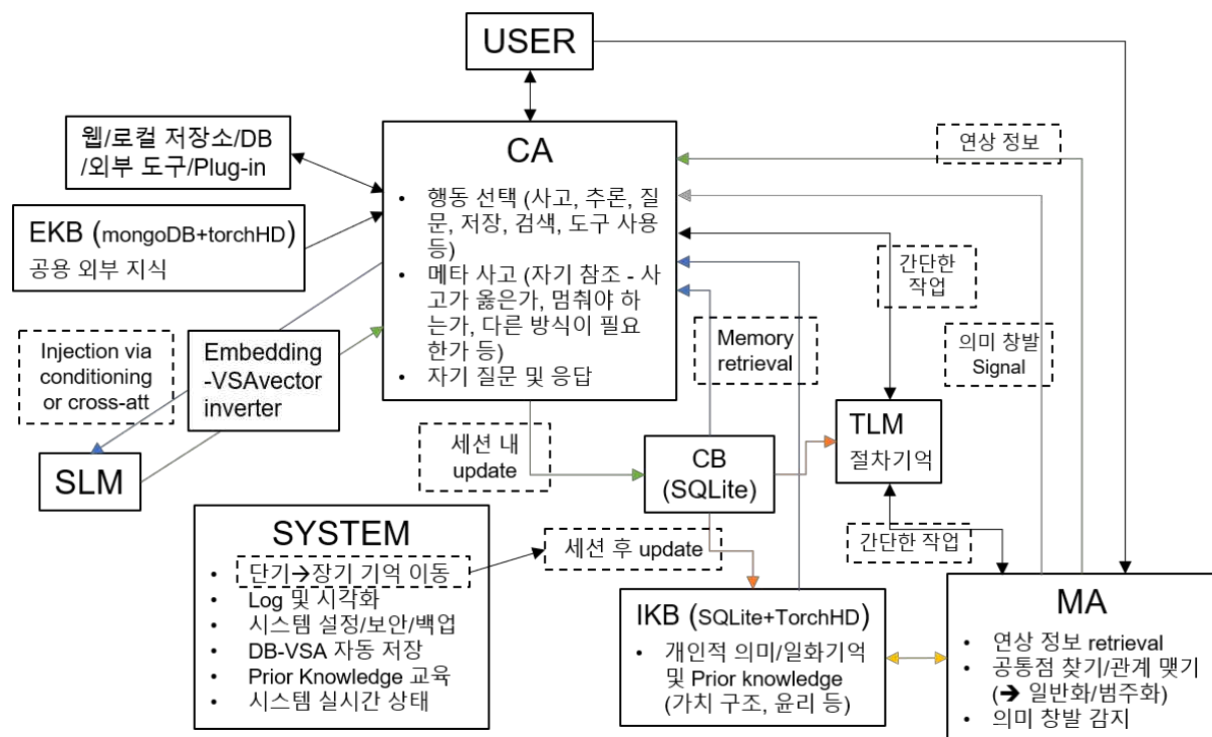 USER
웹/로컬 저장소/DB
/외부 도구/Plug-in
EKB (mongoDB+torchHD)
공용 외부 지식
CA
• 행동 선택 (사고, 추론, 질
문, 저장, 검색, 도구 사용
등)
• 메타 사고 (자기 참조 - 사
고가 옳은가, 멈춰야 하
는가, 다른 방식이 필요
한가 등)
• 자기 질문 및 응답
연상 정보
간단한
작업
의미 창발
Signal
Memory
retrieval
Injection via
conditioning
or cross-att
Embedding
-VSAvector
inverter
SLM
세션 내
update
CB
(SQLite)
TLM
절차기억
SYSTEM
• 단기→장기 기억 이동
• Log 및 시각화
• 시스템 설정/보안/백업
• DB-VSA 자동 저장
• Prior Knowledge 교육
• 시스템 실시간 상태
세션 후 update
간단한 작업
IKB (SQLite+TorchHD)
• 개인적 의미/일화기억
및 Prior knowledge
(가치 구조, 윤리 등)
MA
• 연상 정보 retrieval
• 공통점 찾기/관계 맺기
(➔ 일반화/범주화)
• 의미 창발 감지